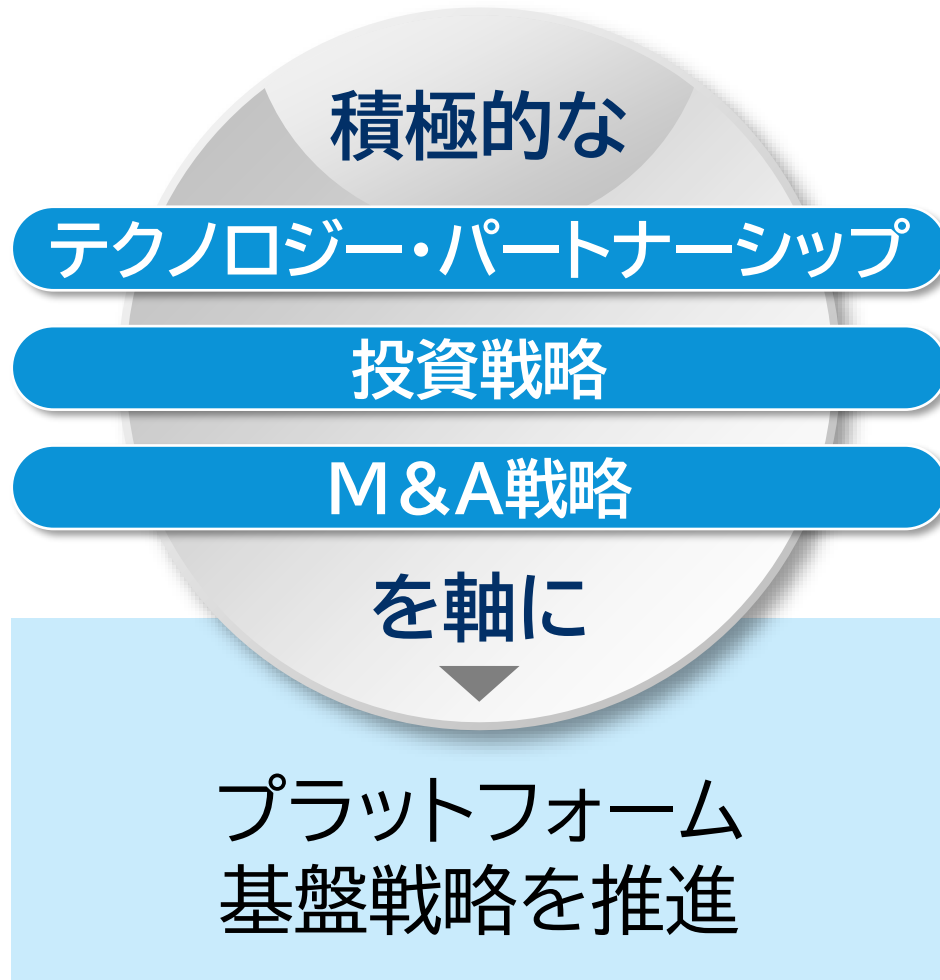 積極的な
テクノロジー・パートナーシップ
投資戦略
M&A戦略
を軸に
プラットフォーム
基盤戦略を推進